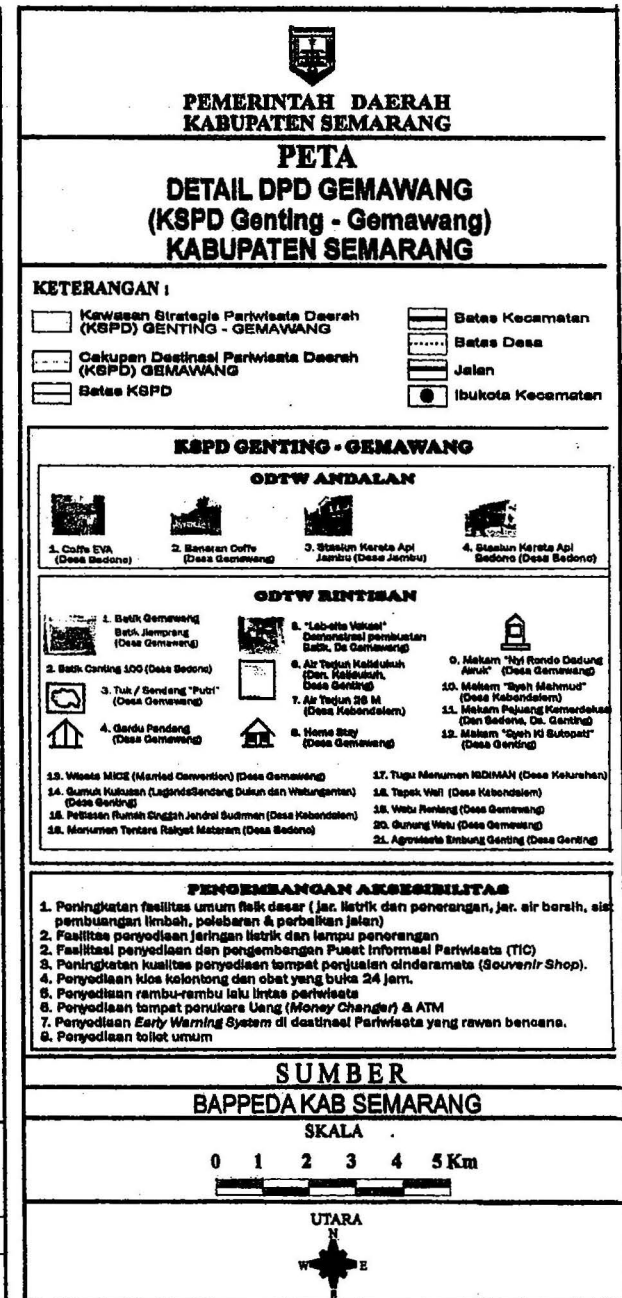 PEMERINTAH DAERAH
KABUPATEN SEMARANG
PETA
DETAIL DPD GEMAWANG
(KSPD Genting - Gemawang)
KABUPATEN SEMARANG
KETERANGAN :
Kawasan Strategis Pariwisata Daerah
(KSPD) GENTING - GEMAWANG
Cakupan Destinasi Pariwisata Daerah
(KSPD) GEMAWANG
Batas KSPD
Batas Kecamatan
Batas Desa
Jalan
Ibukota Kecamatan
KSPD GENTING - GEMAWANG
ODTW ANDALAN
1. Coffe EVA
(Desa Bedono)
2. Banaran Coffe
(Desa Gemawang)
3. Stasiun Kereta Api
Jambu (Desa Jambu)
4. Stasiun Kereta Api
Bedono (Desa Bedono)
ODTW RINTISAN
1. Batik Gemawang
Batik Jlamprang
(Desa Gemawang)
2. Batik Canting 100 (Desa Bedono)
3. Tuk / Sendang "Putri"
(Desa Gemawang)
4. Gardu Pandang
(Desa Gemawang)
Demonstrasi pembuatan
Batik, Ds Gemawang
6. Air Terjun Kalidukuh
(Dsn. Kalidukuh,
Desa Genting)
7. Air Terjun 25 M
(Desa Kebondalem)
8. Home Stay
(Desa Gemawang)
9. Makam "Nyi Rondo Dadung
Awuk" (Desa Gemawang)
10. Makam "Syeh Mahmud"
(Desa Kebondalem)
11. Makam Pejuang Kemerdekaan
(Dsn Bedono, Ds. Genting)
12. Makam "Syeh Ki Sutopati"
(Desa Genting)
13. Wisata MICE (Married Convention) (Desa Gemawang)
14. Gumuk Kukusan (Sendang Dukun dan Watugantan)
(Desa Genting)
15. Petilasan Rumah Singgah Jendral Sudirman (Desa Kebondalem)
16. Monumen Tentara Rakyat Mataram (Desa Bedono)
17. Tugu Monumen (Desa Kelurahan)
18. Tapak Wali (Desa Kebondalem)
19. Watu Rentang (Desa Gemawang)
20. Gunung Watu (Desa Gemawang)
21. Agrowisata Embung Genting (Desa Genting)
PENGEMBANGAN AKSESIBILITAS
1. Peningkatan fasilitas umum fisik dasar ( jar. listrik dan penerangan, jar. air bersih, sis
pembuangan limbah, pelebaran & perbaikan jalan)
2. Fasilitas penyediaan jaringan listrik dan lampu penerangan
2. Fasilitasi penyediaan dan pengembangan Pusat Informasi Pariwisata (TIC)
3. Peningkatan kualitas penyediaan tempat penjualan cinderamata (Souvenir Shop).
4. Penyediaan kios kelontong dan obat yang buka 24 jam.
5. Penyediaan rambu-rambu lalu lintas pariwisata
6. Penyediaan tempat penukara Uang (Money Changer) & ATM
7. Penyediaan Early Warning System di destinasi Pariwisata yang rawan bencana.
9. Penyediaan toilet umum
SUMBER
BAPPEDA KAB SEMARANG
SKALA
0 1 2 3 4 5 Km
UTARA
N
W E
S